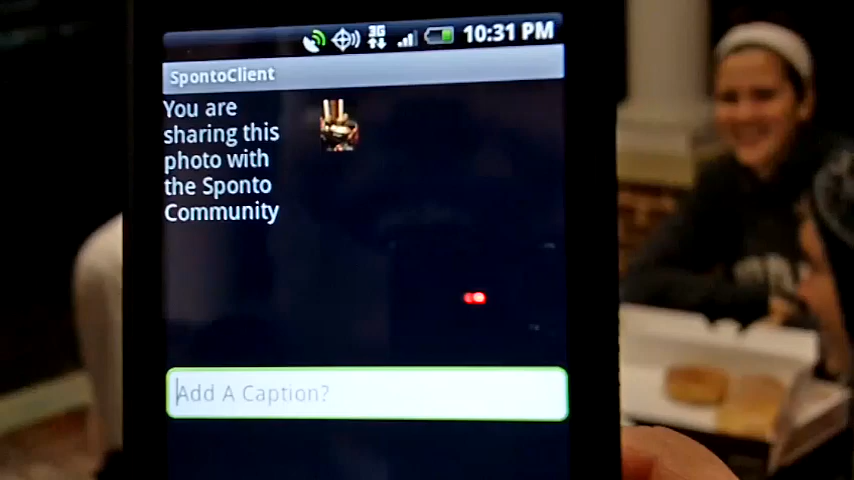 3G
10:31 PM
SpontoClient
You are
sharing this
photo with
the Sponto
Community
Add A Caption?